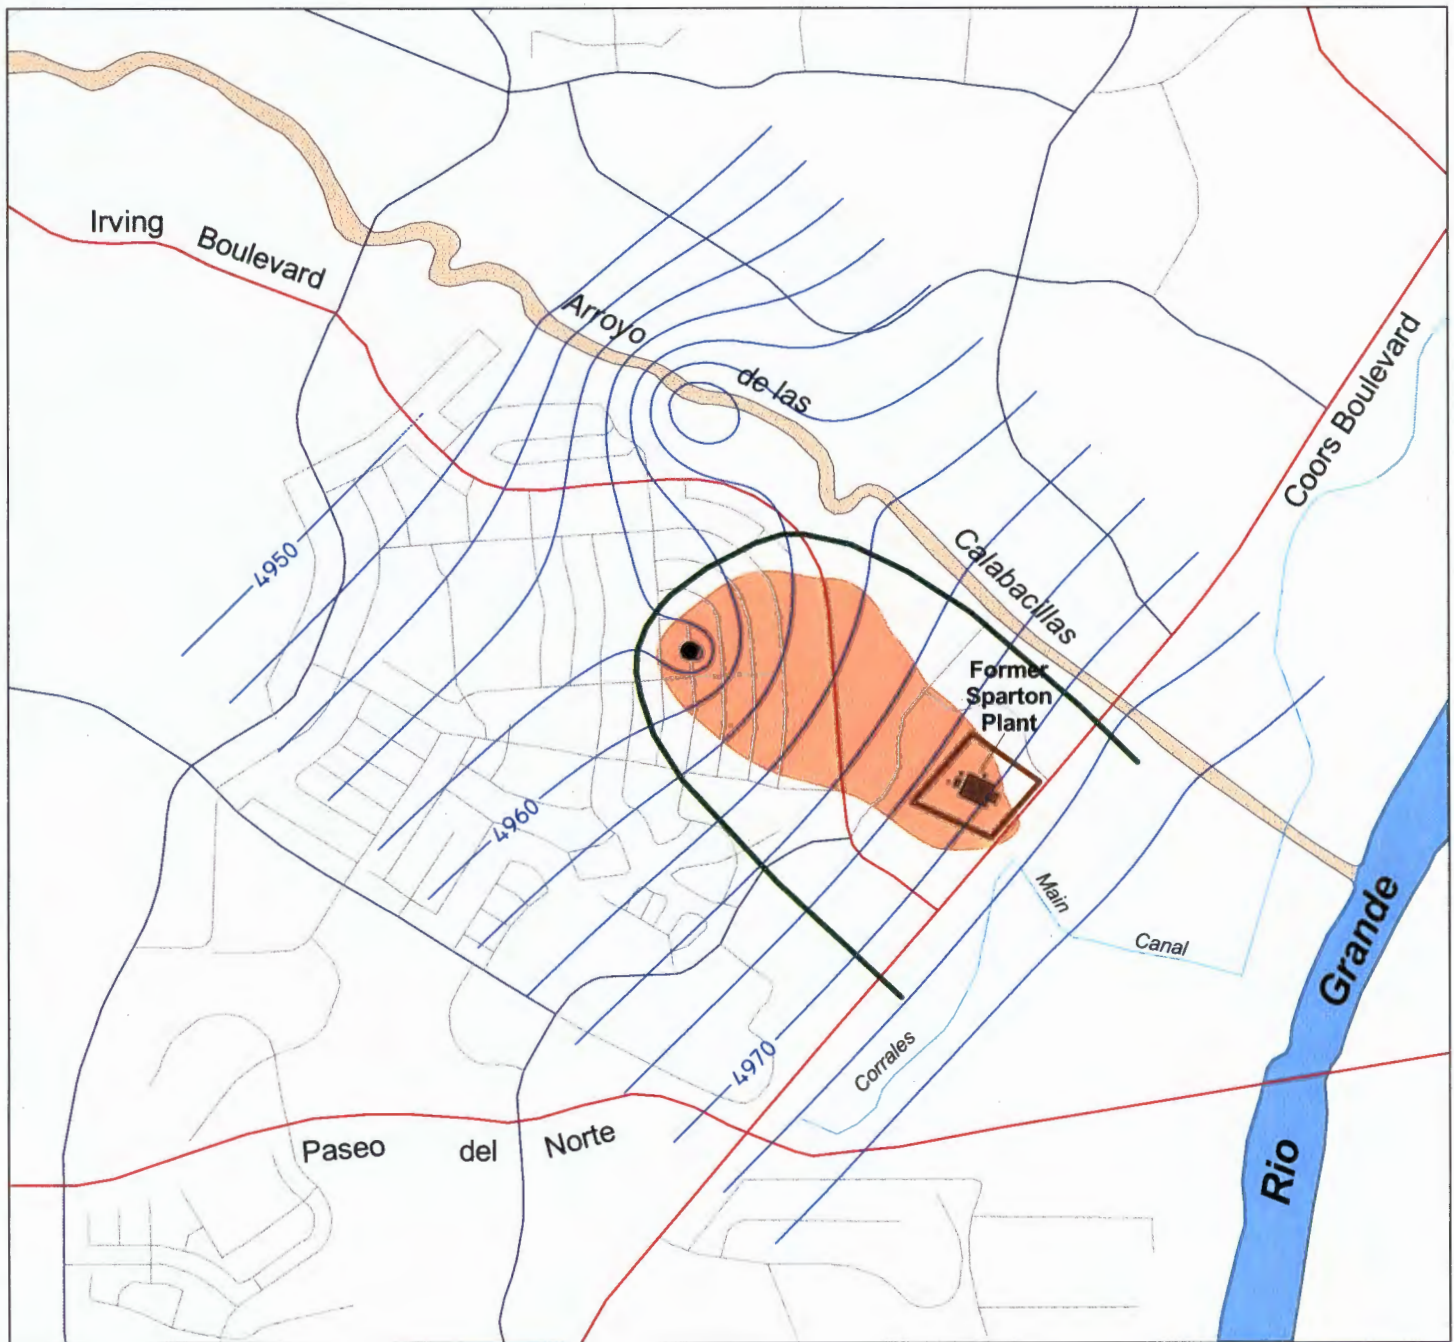 Irving Boulevard
Arroyo de las Calabacillas
Coors Boulevard
4950
Former
Sparton
Plant
4960
Main Canal
Rio Grande
4970
Corrales
Paseo del Norte